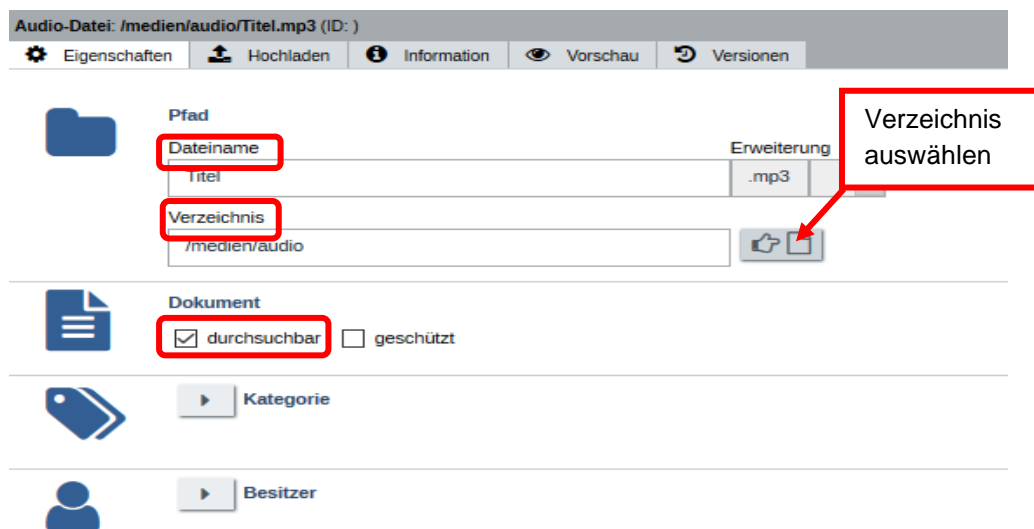 Audio-Datei: /medien/audio/Titel.mp3 (ID: )
Eigenschaften Hochladen Information Vorschau Versionen
Pfad
Dateiname Erweiterung
Titel .mp3
Verzeichnis
auswählen
Verzeichnis
/medien/audio
Dokument
durchsuchbar geschützt
Kategorie
Besitzer